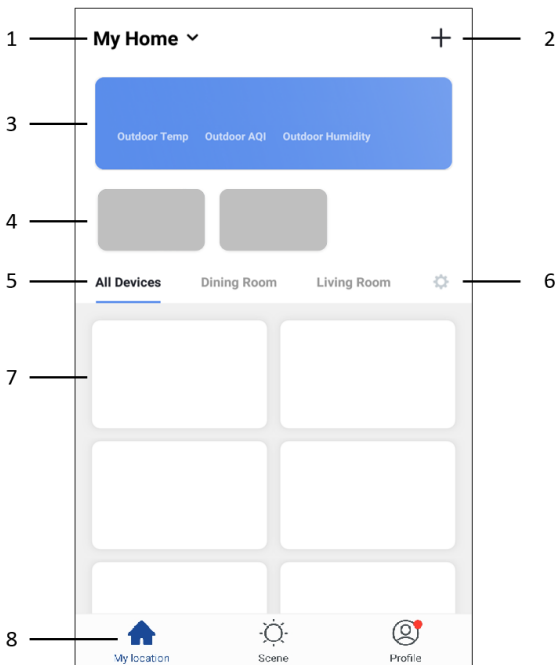 1 My Home 2
3 Outdoor Temp Outdoor AQI Outdoor Humidity
4
5 All Devices Dining Room Living Room 6
7
8
My location Scene Profile